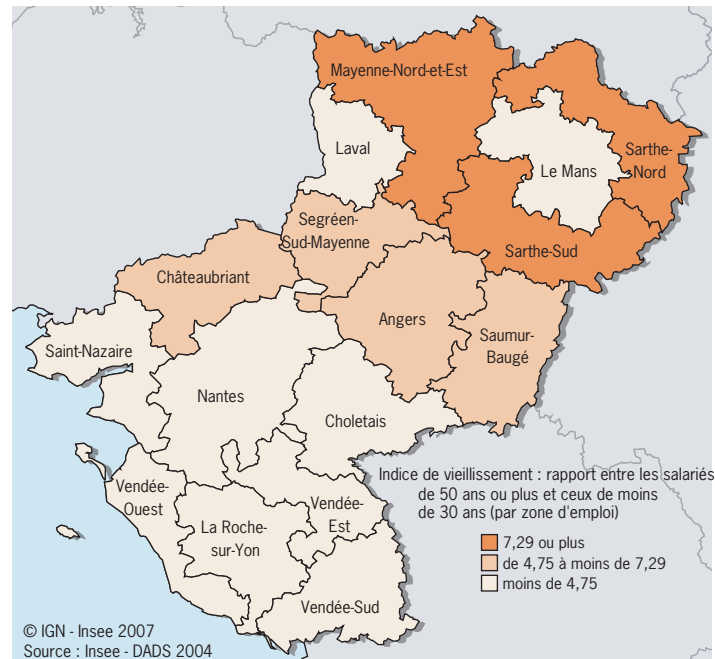 Mayenne-Nord-et-Est
Laval
Le Mans
Sarthe-
Nord
Segréen-
Sud-Mayenne
Sarthe-Sud
Châteaubriant
Angers
Saumur-
Baugé
Saint-Nazaire
Nantes
Choletais
Vendée-
Ouest
La Roche-
sur-Yon
Vendée-
Est
Vendée-Sud
Indice de vieillissement : rapport entre les salariés
de 50 ans ou plus et ceux de moins
de 30 ans (par zone d'emploi)
7,29 ou plus
de 4,75 à moins de 7,29
moins de 4,75
© IGN - Insee 2007
Source : Insee - DADS 2004